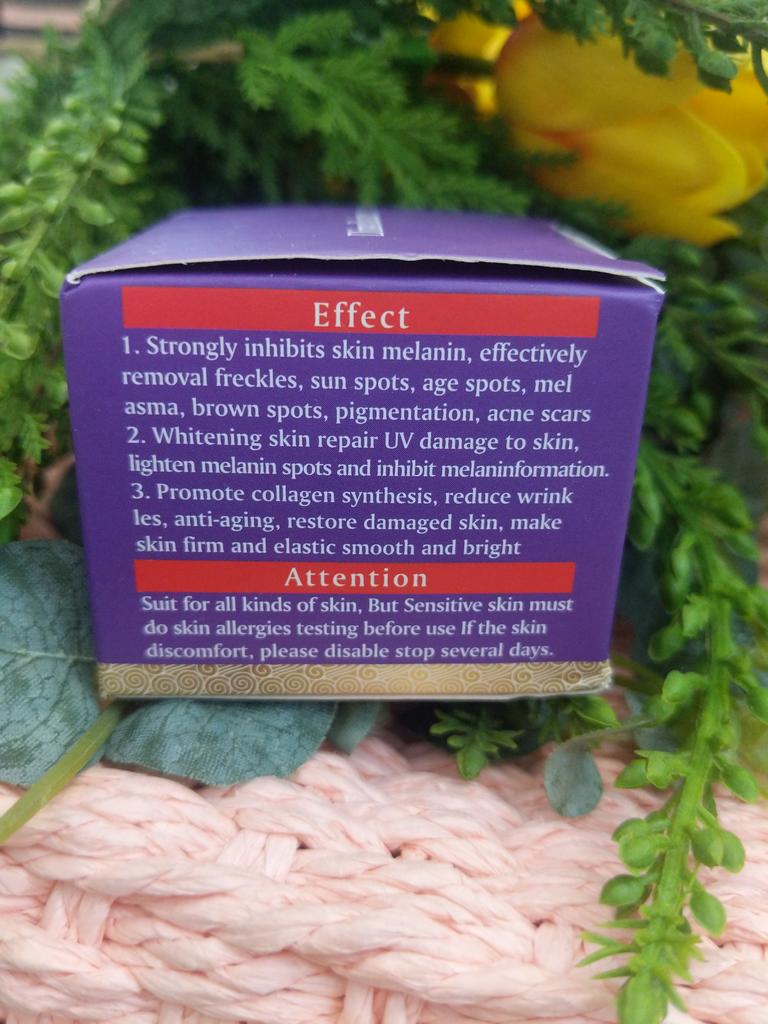 Effect
1. Strongly inhibits skin melanin, effectively
removal freckles, sun spots, age spots, mel
asma, brown spots, pigmentation, acne scars
2. Whitening skin repair UV damage to skin,
lighten melanin spots and inhibit melaninformation.
3. Promote collagen synthesis, reduce wrink
les, anti-aging, restore damaged skin, make
skin firm and elastic smooth and bright
Attention
Suit for all kinds of skin, But Sensitive skin must
do skin allergies testing before use If the skin
discomfort, please disable stop several days.